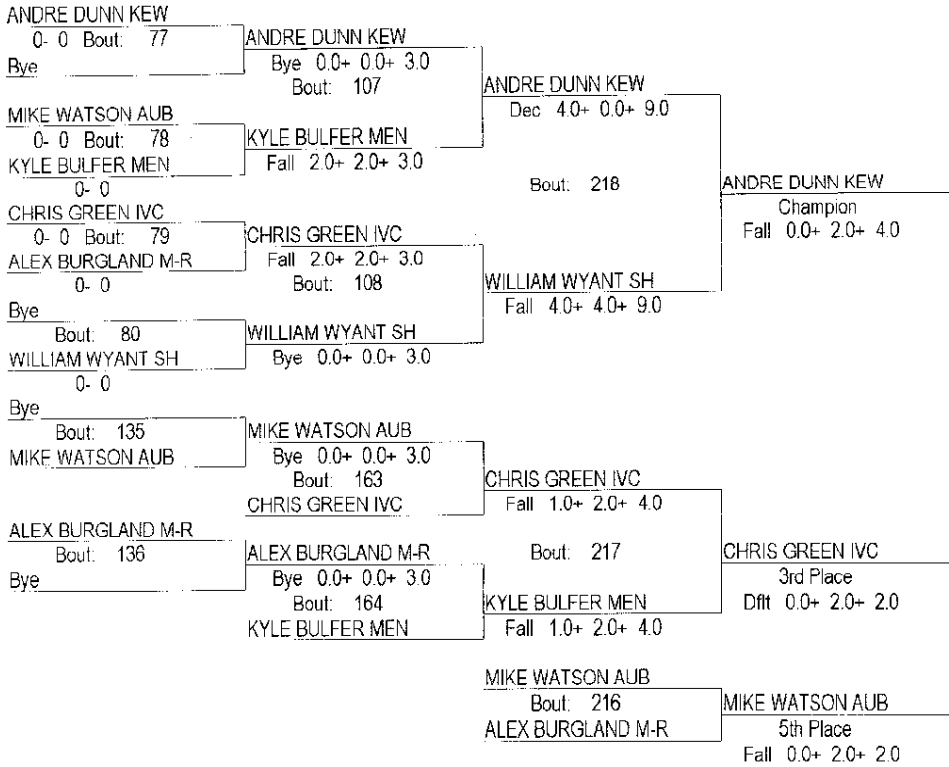 ANDRE DUNN KEW
0- 0 Bout: 77
Bye
ANDRE DUNN KEW
Bye 0.0+ 0.0+ 3.0
Bout: 107
MIKE WATSON AUB
0- 0 Bout: 78
KYLE BULFER MEN
0- 0
KYLE BULFER MEN
Fall 2.0+ 2.0+ 3.0
ANDRE DUNN KEW
Dec 4.0+ 0.0+ 9.0
Bout: 218
CHRIS GREEN IVC
0- 0 Bout: 79
ALEX BURGLAND M-R
0- 0
CHRIS GREEN IVC
Fall 2.0+ 2.0+ 3.0
Bout: 108
Bye
Bout: 80
WILLIAM WYANT SH
0- 0
WILLIAM WYANT SH
Bye 0.0+ 0.0+ 3.0
WILLIAM WYANT SH
Fall 4.0+ 4.0+ 9.0
ANDRE DUNN KEW
Champion
Fall 0.0+ 2.0+ 4.0
Bye
Bout: 135
MIKE WATSON AUB
MIKE WATSON AUB
Bye 0.0+ 0.0+ 3.0
Bout: 163
CHRIS GREEN IVC
CHRIS GREEN IVC
Fall 1.0+ 2.0+ 4.0
Bout: 217
ALEX BURGLAND M-R
Bout: 136
Bye
ALEX BURGLAND M-R
Bye 0.0+ 0.0+ 3.0
Bout: 164
KYLE BULFER MEN
KYLE BULFER MEN
Fall 1.0+ 2.0+ 4.0
CHRIS GREEN IVC
3rd Place
Dflt 0.0+ 2.0+ 2.0
MIKE WATSON AUB
Bout: 216
ALEX BURGLAND M-R
MIKE WATSON AUB
5th Place
Fall 0.0+ 2.0+ 2.0